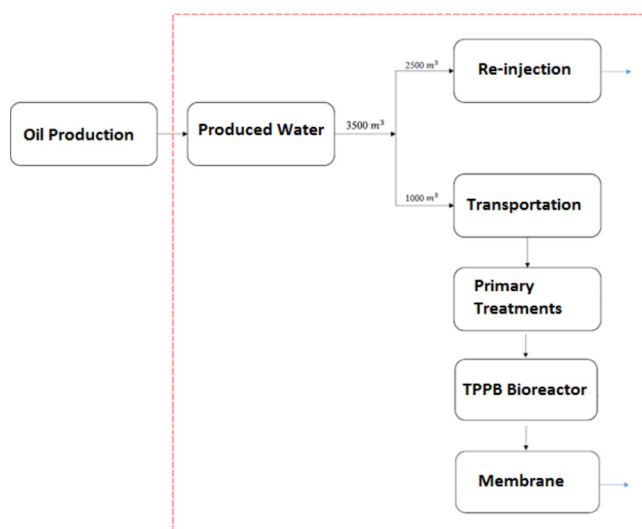 2500 m³
Re-injection
Oil Production
Produced Water
3500 m³
1000 m³
Transportation
Primary
Treatments
TPPB Bioreactor
Membrane